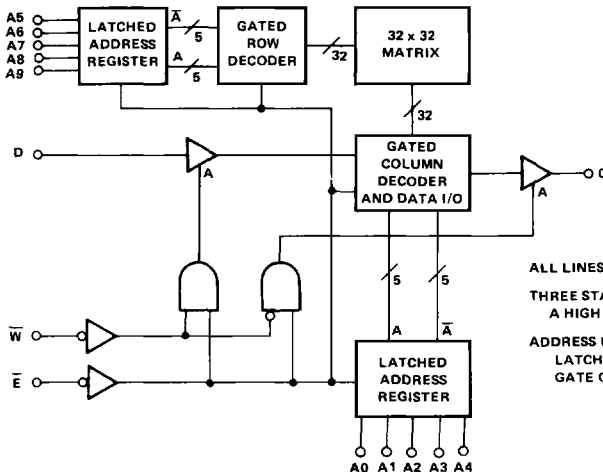 A5
A6
A7
A8
A9
LATCHED
ADDRESS
REGISTER
A̅
5
A
5
GATED
ROW
DECODER
32
32 x 32
MATRIX
32
D
A
GATED
COLUMN
DECODER
AND DATA I/O
A
5
5
A
A̅
ALL LINES
THREE STA
A HIGH
ADDRESS
LATCH
GATE
W̅
E̅
LATCHED
ADDRESS
REGISTER
A0 A1 A2 A3 A4